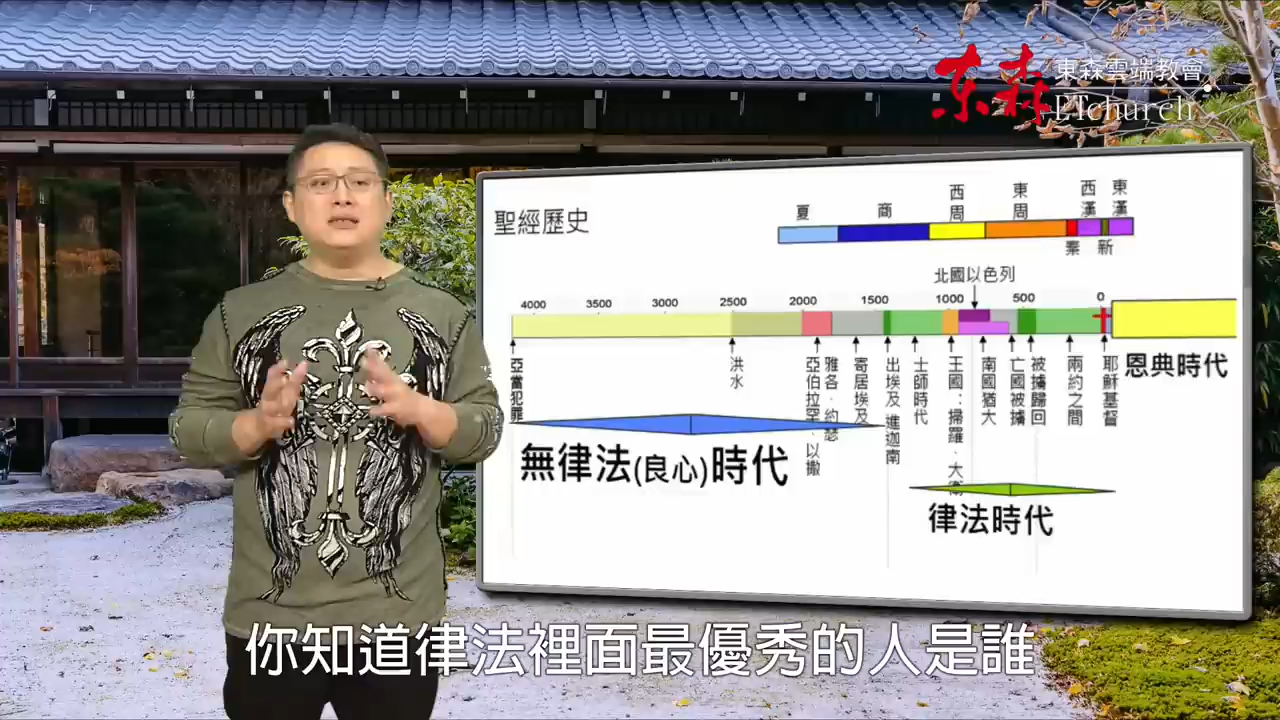 东森
東森雲端教會
ETchurch
聖經歷史
夏
商
西周
東周
秦
西漢
新
東漢
北國以色列
4000
3500
3000
2500
2000
1500
1000
500
0
亞當犯罪
洪水
亞伯拉罕、以撒
雅各.約瑟
寄居埃及
出埃及 進迦南
士師時代
王國:掃羅.大衛
南國猶大
亡國被擄
被擄歸回
兩約之間
耶穌基督
恩典時代
無律法(良心)時代
律法時代
你知道律法裡面最優秀的人是誰